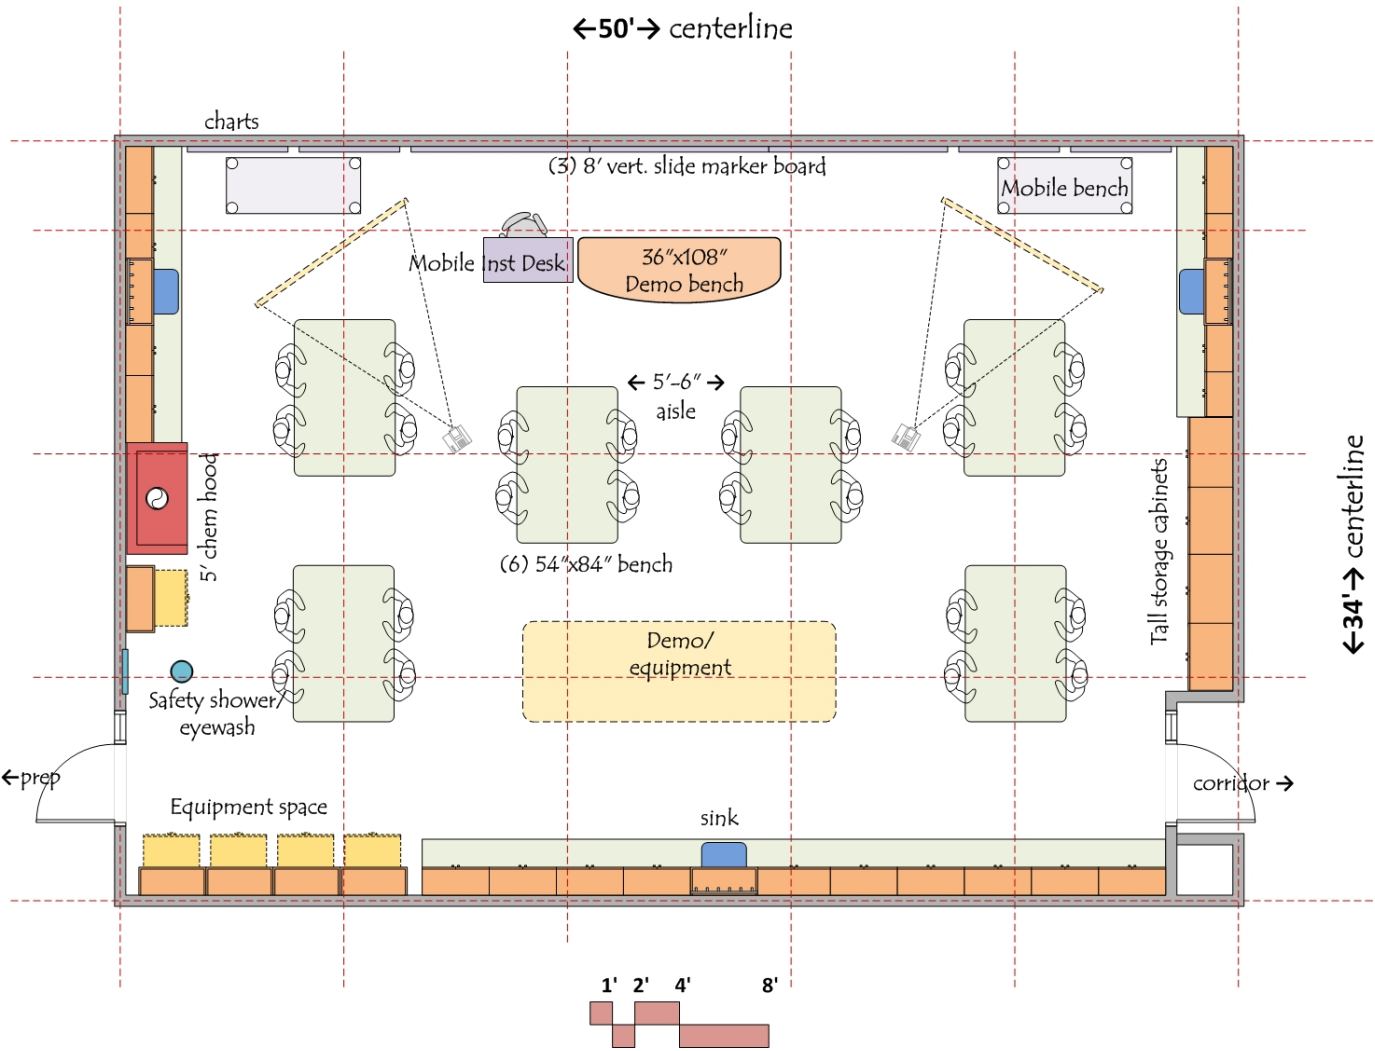 ←50'→ centerline
charts
(3) 8' vert. slide marker board
Mobile bench
Mobile Inst Desk
36"x108"
Demo bench
← 5'-6" →
aisle
5' chem hood
Tall storage cabinets
←34'→ centerline
(6) 54"x84" bench
Demo/
equipment
Safety shower/
eyewash
←prep
corridor →
Equipment space
sink
1' 2' 4' 8'